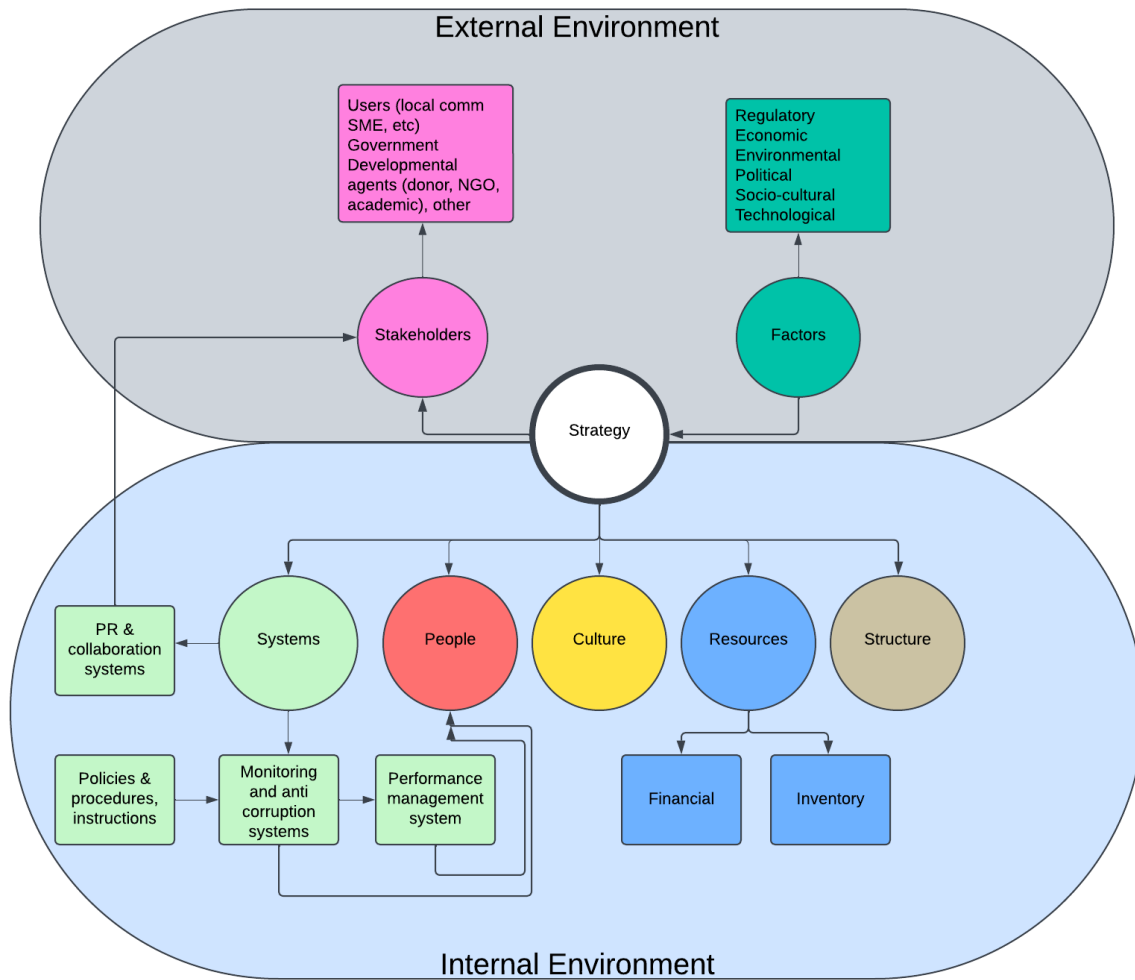 External Environment
Users (local comm
SME, etc)
Government
Developmental
agents (donor, NGO,
academic), other
Regulatory
Economic
Environmental
Political
Socio-cultural
Technological
Stakeholders
Factors
Strategy
PR &
collaboration
systems
Systems
People
Culture
Resources
Structure
Policies &
procedures,
instructions
Monitoring
and anti
corruption
systems
Performance
management
system
Financial
Inventory
Internal Environment